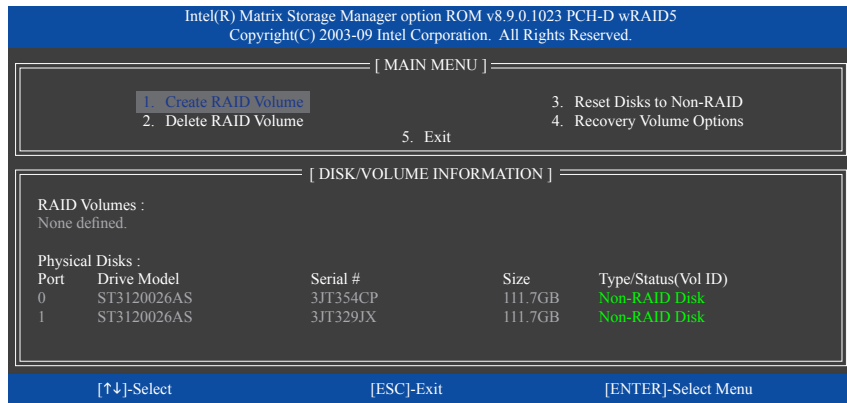 Intel(R) Matrix Storage Manager option ROM v8.9.0.1023 PCH-D wRAID5
Copyright(C) 2003-09 Intel Corporation.  All Rights Reserved.
[ MAIN MENU ]
1.  Create RAID Volume    3.  Reset Disks to Non-RAID
2.  Delete RAID Volume    4.  Recovery Volume Options
5.  Exit
[ DISK/VOLUME INFORMATION ]
RAID Volumes :
None defined.
Physical Disks :
Port    Drive Model    Serial #    Size    Type/Status(Vol ID)
0    ST3120026AS    3JT354CP    111.7GB    Non-RAID Disk
1    ST3120026AS    3JT329JX    111.7GB    Non-RAID Disk
[↑↓]-Select    [ESC]-Exit    [ENTER]-Select Menu